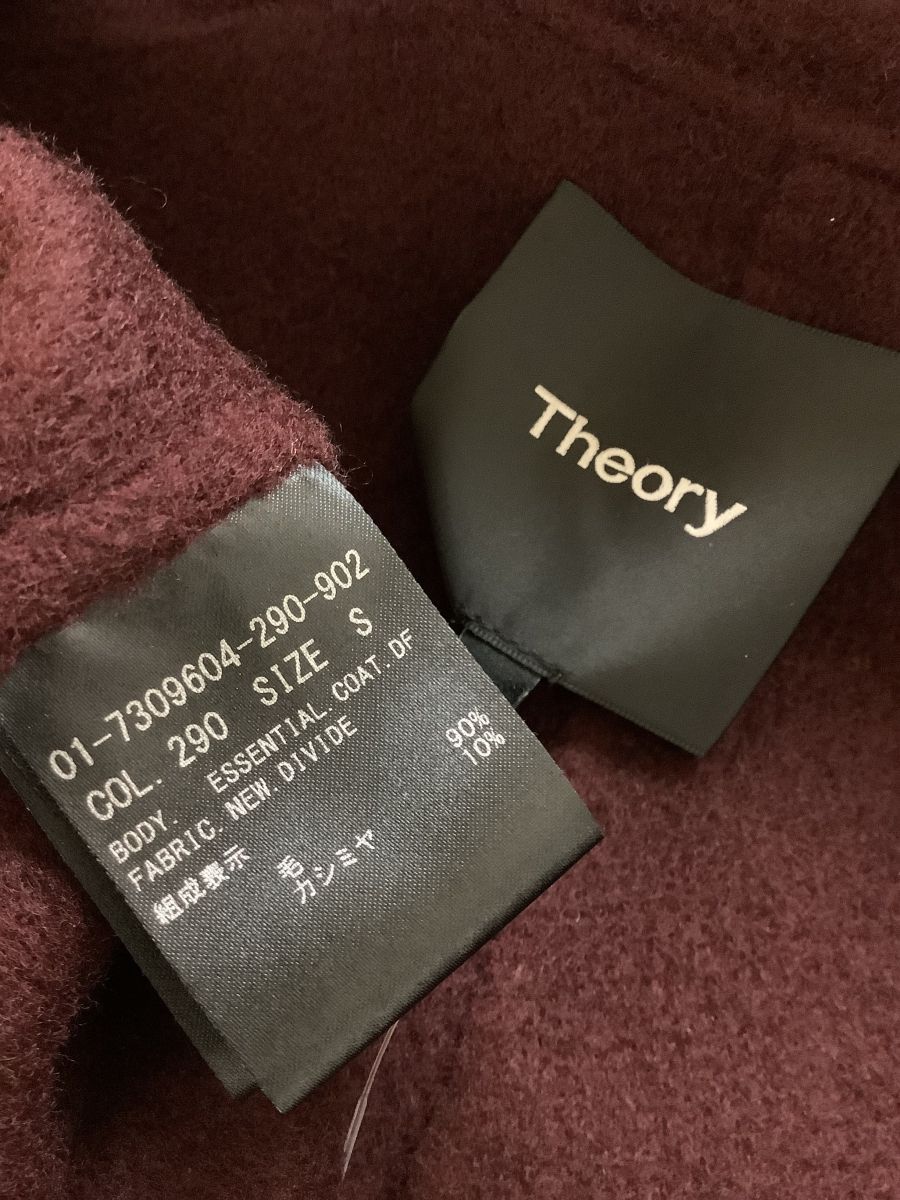 Theory
01-7309604-290-902
COL. 290 SIZE S
BODY. ESSENTIAL.COAT.DF
FABRIC.NEW.DIVIDE
組成表示 毛 90%
カシミヤ 10%